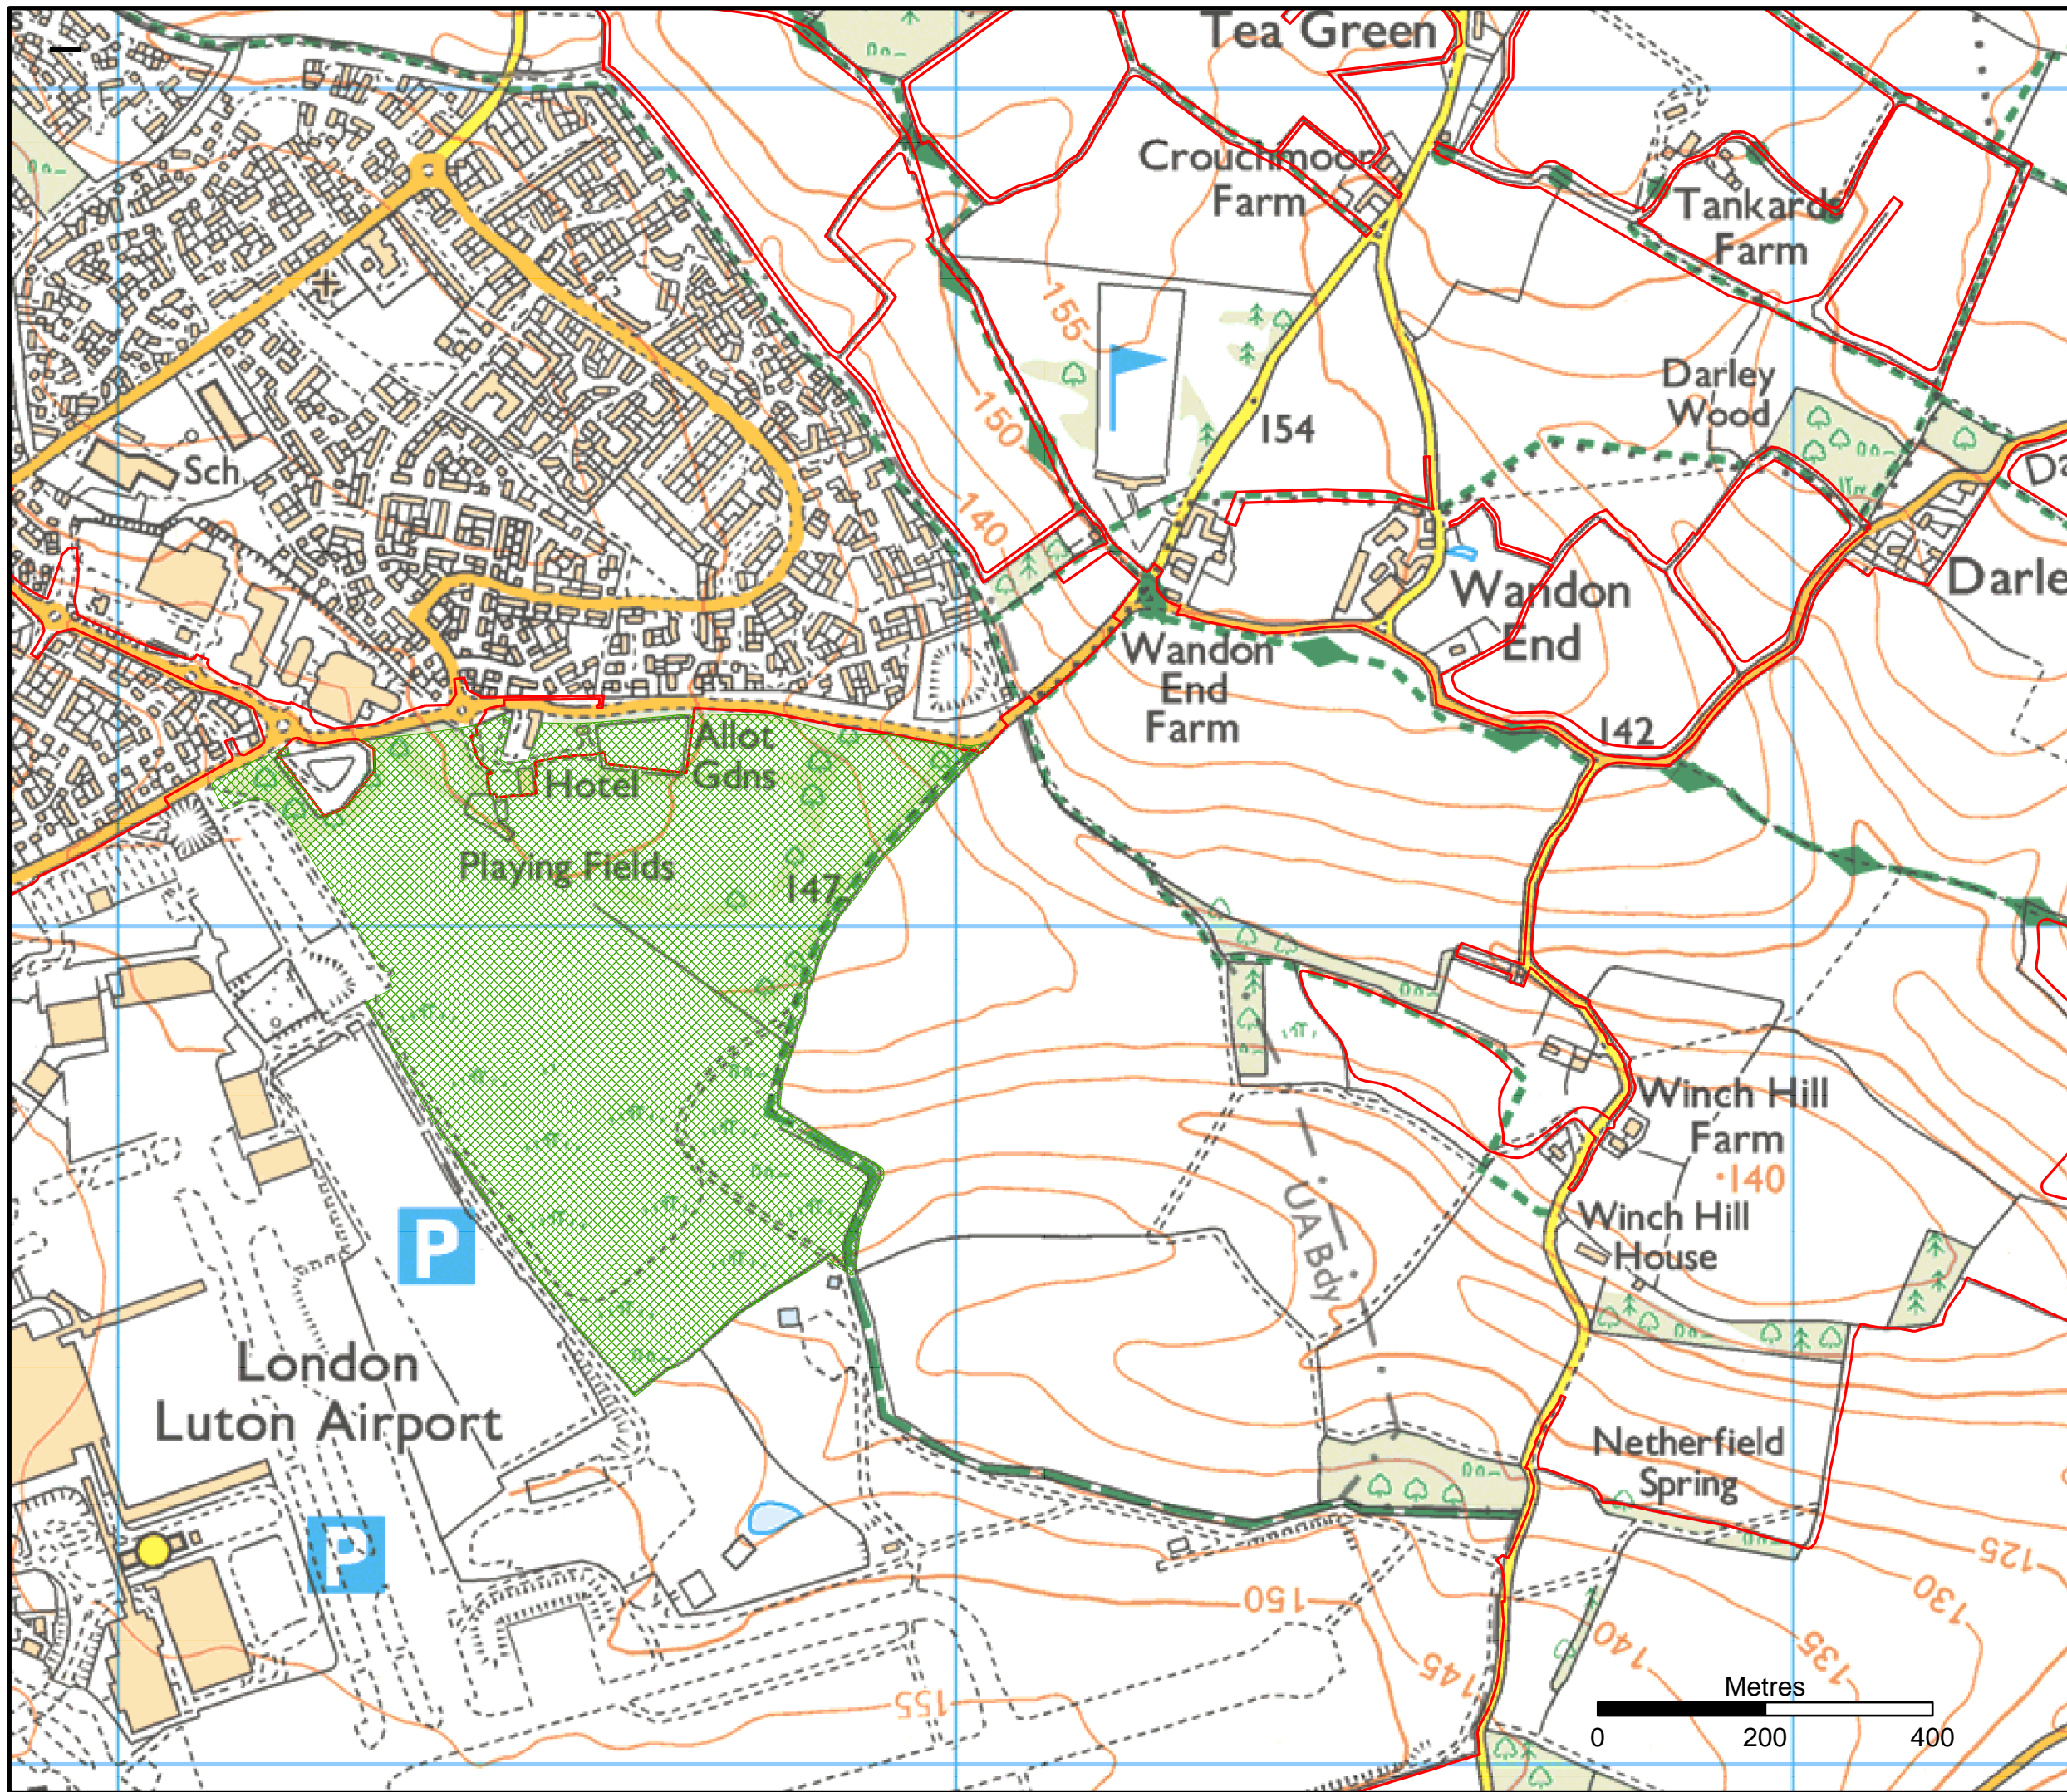 Tea Green
Crouchmoor
Farm
Tankards
Farm
155
150
154
Darley
Wood
Sch
140
Wandon
End
Darle
Wandon
End
Farm
142
Allot
Gdns
Hotel
Playing Fields
147
Winch Hill
Farm
140
UA Bdy
Winch Hill
House
P
London
Luton Airport
Netherfield
Spring
P
125
150
130
140
135
145
155
Metres
0 200 400